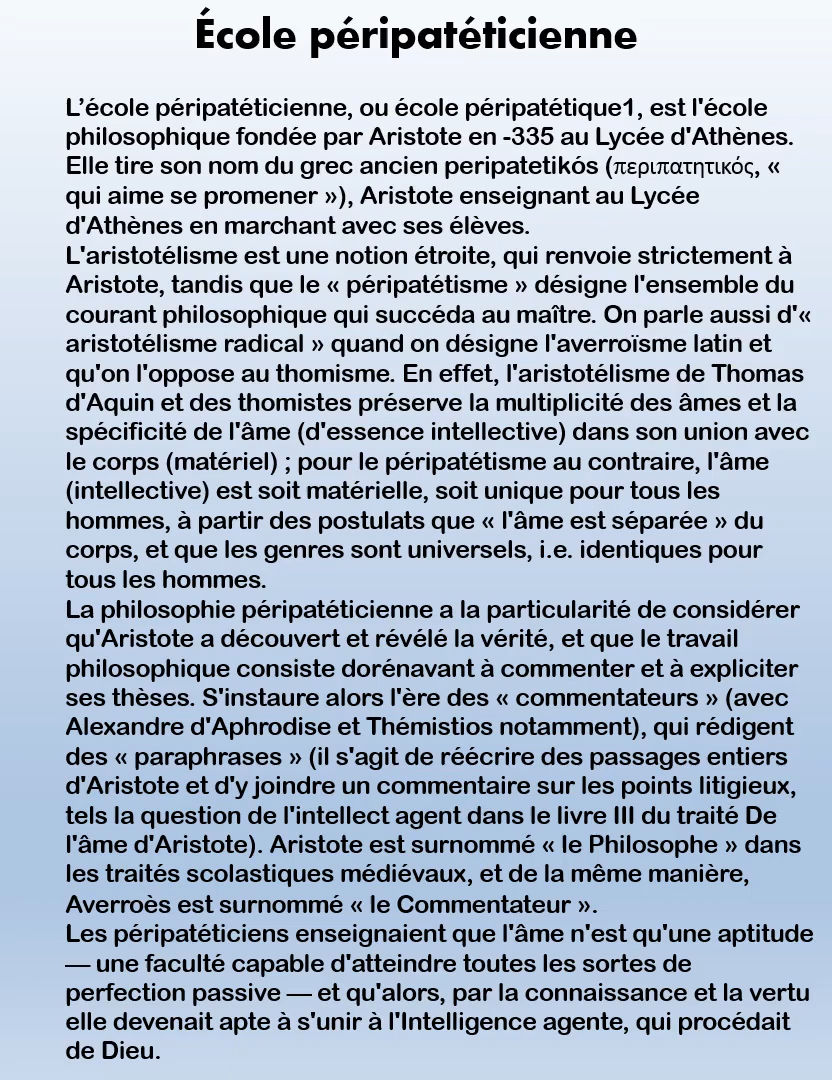 École péripatéticienne
L’école péripatéticienne, ou école péripatétique1, est l'école
philosophique fondée par Aristote en -335 au Lycée d'Athènes.
Elle tire son nom du grec ancien peripatetikós (περιπατητικός, «
qui aime se promener »), Aristote enseignant au Lycée
d'Athènes en marchant avec ses élèves.
L'aristotélisme est une notion étroite, qui renvoie strictement à
Aristote, tandis que le « péripatétisme » désigne l'ensemble du
courant philosophique qui succéda au maître. On parle aussi d'«
aristotélisme radical » quand on désigne l'averroïsme latin et
qu'on l'oppose au thomisme. En effet, l'aristotélisme de Thomas
d'Aquin et des thomistes préserve la multiplicité des âmes et la
spécificité de l'âme (d'essence intellective) dans son union avec
le corps (matériel) ; pour le péripatétisme au contraire, l'âme
(intellective) est soit matérielle, soit unique pour tous les
hommes, à partir des postulats que « l'âme est séparée » du
corps, et que les genres sont universels, i.e. identiques pour
tous les hommes.
La philosophie péripatéticienne a la particularité de considérer
qu'Aristote a découvert et révélé la vérité, et que le travail
philosophique consiste dorénavant à commenter et à expliciter
ses thèses. S'instaure alors l'ère des « commentateurs » (avec
Alexandre d'Aphrodise et Thémistios notamment), qui rédigent
des « paraphrases » (il s'agit de réécrire des passages entiers
d'Aristote et d'y joindre un commentaire sur les points litigieux,
tels la question de l'intellect agent dans le livre III du traité De
l'âme d'Aristote). Aristote est surnommé « le Philosophe » dans
les traités scolastiques médiévaux, et de la même manière,
Averroès est surnommé « le Commentateur ».
Les péripatéticiens enseignaient que l'âme n'est qu'une aptitude
— une faculté capable d'atteindre toutes les sortes de
perfection passive — et qu'alors, par la connaissance et la vertu
elle devenait apte à s'unir à l'Intelligence agente, qui procédait
de Dieu.